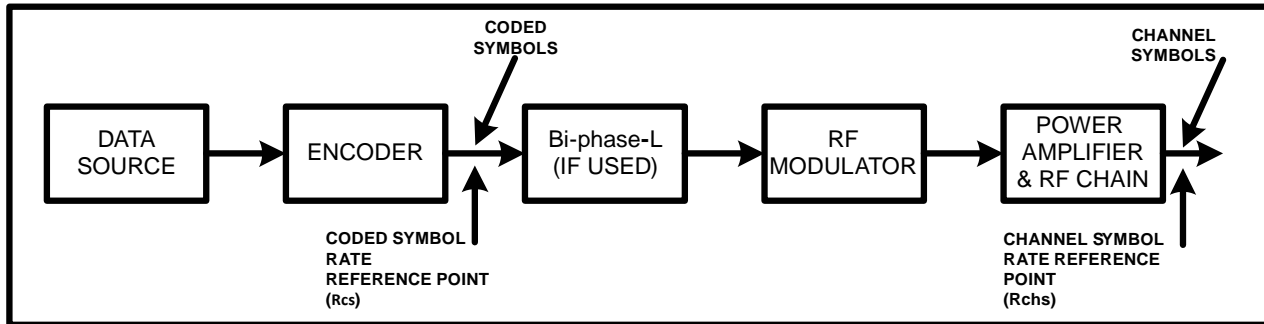 CODED
SYMBOLS
CHANNEL
SYMBOLS
DATA
SOURCE
ENCODER
Bi-phase-L
(IF USED)
RF
MODULATOR
POWER
AMPLIFIER
& RF CHAIN
CODED SYMBOL
RATE
REFERENCE POINT
(Rcs)
CHANNEL SYMBOL
RATE REFERENCE
POINT
(Rchs)